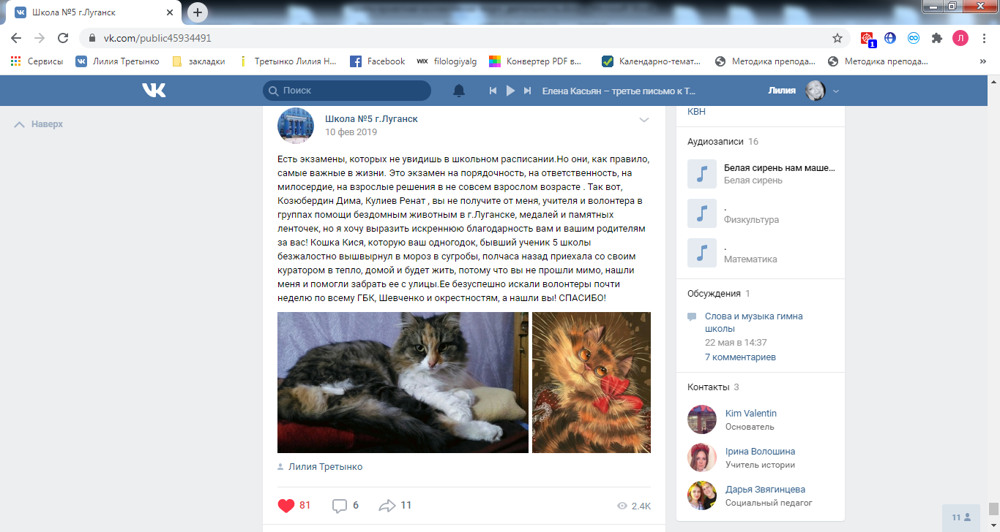 Школа №5 г.Луганск
vk.com/public45934491
1
Л
Сервисы
Лилия Третынко
закладки
Третынко Лилия Н...
Facebook
WIX filologiyalg
Конвертер PDF в...
Календарно-темат...
Методика препода...
Методика препода...
Поиск
Елена Касьян – третье письмо к Т...
Лилия
Наверх
Школа №5 г.Луганск
10 фев 2019
Есть экзамены, которых не увидишь в школьном расписании.Но они, как правило,
самые важные в жизни. Это экзамен на порядочность, на ответственность, на
милосердие, на взрослые решения в не совсем взрослом возрасте . Так вот,
Козюбердин Дима, Кулиев Ренат , вы не получите от меня, учителя и волонтера в
группах помощи бездомным животным в г.Луганске, медалей и памятных
ленточек, но я хочу выразить искреннюю благодарность вам и вашим родителям
за вас! Кошка Кися, которую ваш одногодок, бывший ученик 5 школы
безжалостно вышвырнул в мороз в сугробы, полчаса назад приехала со своим
куратором в тепло, домой и будет жить, потому что вы не прошли мимо, нашли
меня и помогли забрать ее с улицы.Ее безуспешно искали волонтеры почти
неделю по всему ГБК, Шевченко и окрестностям, а нашли вы! СПАСИБО!
Лилия Третынко
81
6
11
2.4K
КВН
Аудиозаписи 16
Белая сирень нам маше...
Белая сирень
.
Физкультура
.
Математика
Обсуждения 1
Слова и музыка гимна
школы
22 мая в 14:37
7 комментариев
Контакты 3
Kim Valentin
Основатель
Ірина Волошина
Учитель истории
Дарья Звягинцева
Социальный педагог
11